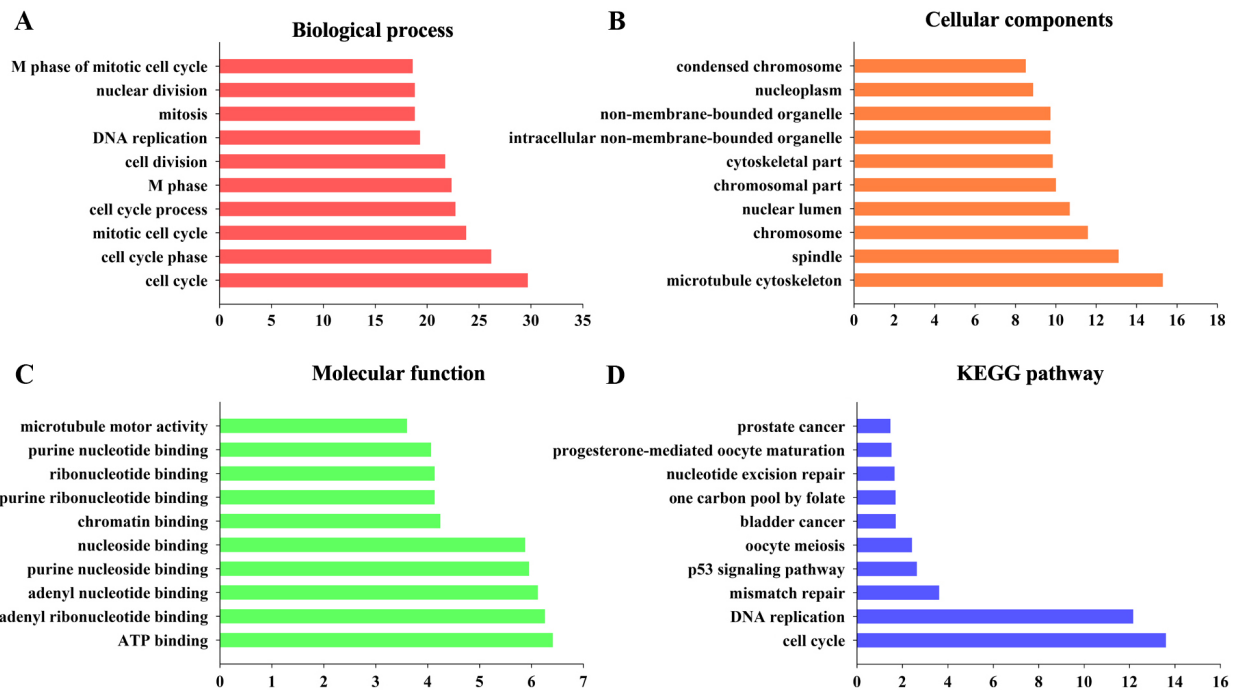 A
Biological process
M phase of mitotic cell cycle
nuclear division
mitosis
DNA replication
cell division
M phase
cell cycle process
mitotic cell cycle
cell cycle phase
cell cycle
0 5 10 15 20 25 30 35
B
Cellular components
condensed chromosome
nucleoplasm
non-membrane-bounded organelle
intracellular non-membrane-bounded organelle
cytoskeletal part
chromosomal part
nuclear lumen
chromosome
spindle
microtubule cytoskeleton
0 2 4 6 8 10 12 14 16 18
C
Molecular function
microtubule motor activity
purine nucleotide binding
ribonucleotide binding
purine ribonucleotide binding
chromatin binding
nucleoside binding
purine nucleoside binding
adenyl nucleotide binding
adenyl ribonucleotide binding
ATP binding
0 1 2 3 4 5 6 7
D
KEGG pathway
prostate cancer
progesterone-mediated oocyte maturation
nucleotide excision repair
one carbon pool by folate
bladder cancer
oocyte meiosis
p53 signaling pathway
mismatch repair
DNA replication
cell cycle
0 2 4 6 8 10 12 14 16